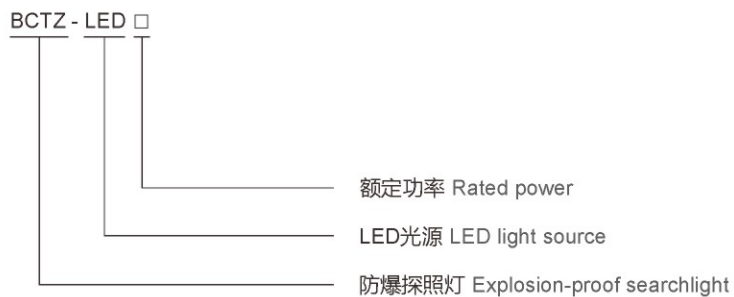 BCTZ - LED □
额定功率 Rated power
LED光源 LED light source
防爆探照灯 Explosion-proof searchlight